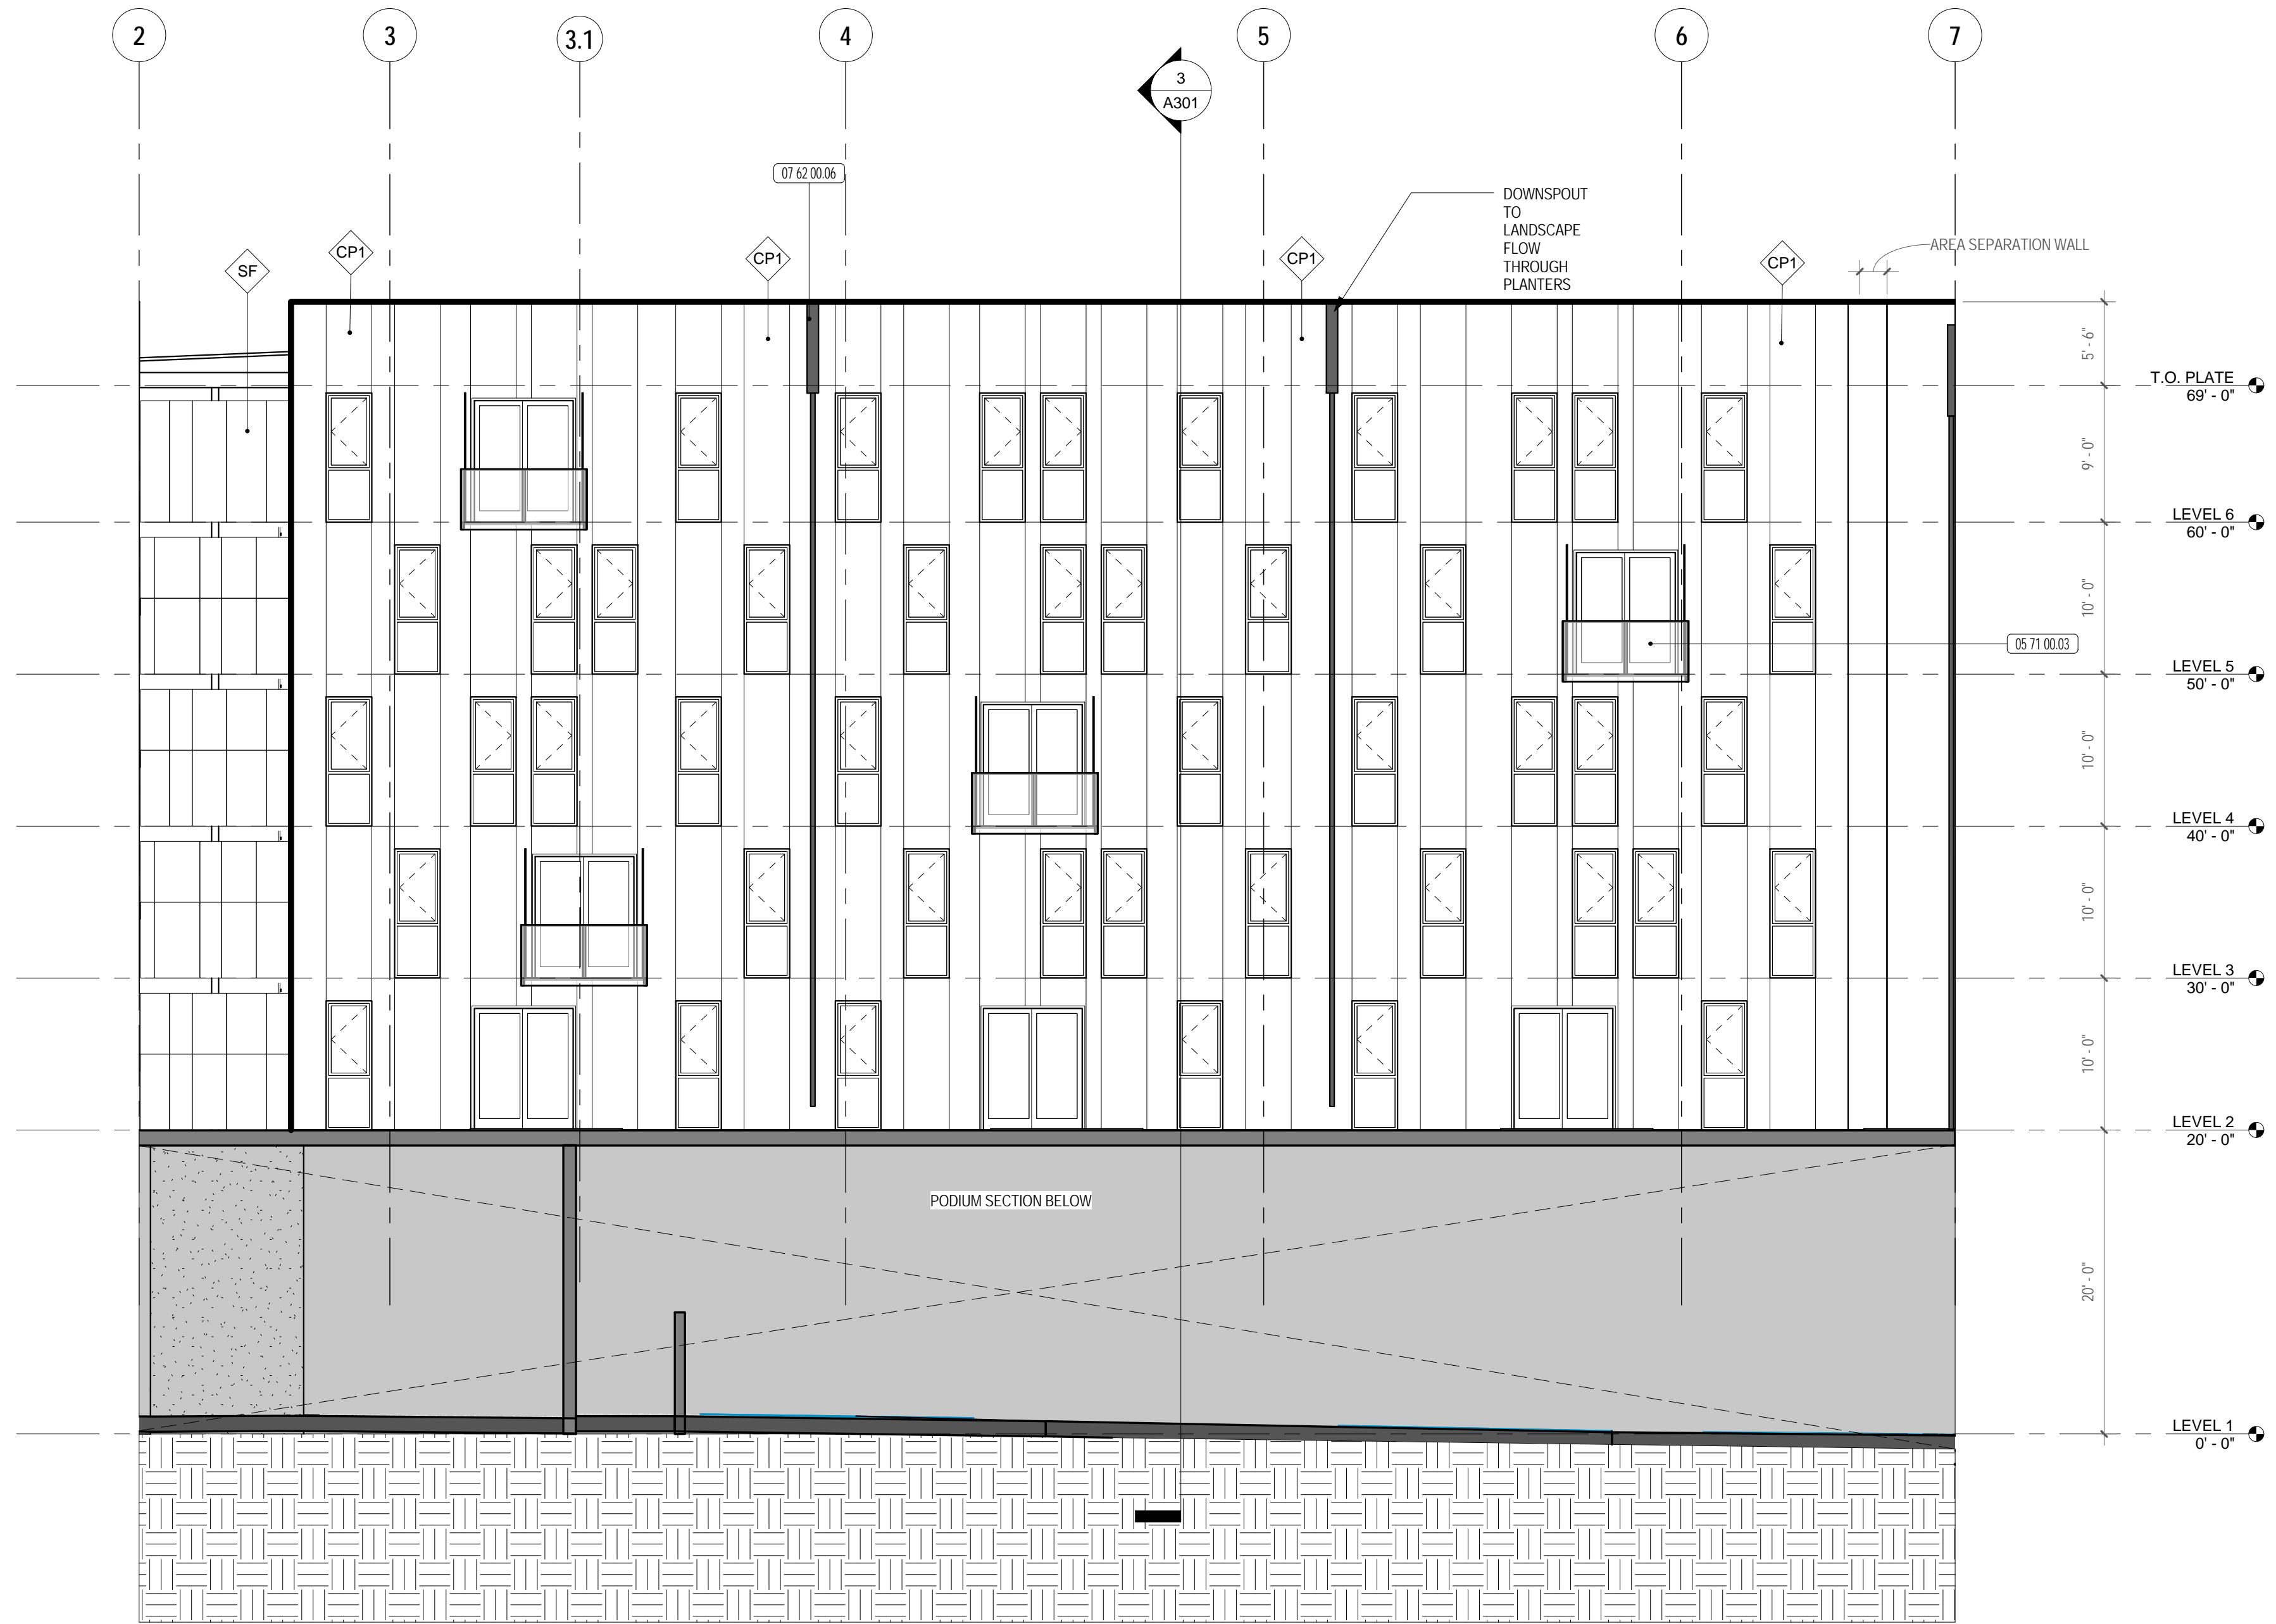 2
3
3.1
4
5
6
7
3
A301
07 62 00.06
DOWNSPOUT
TO
LANDSCAPE
FLOW
THROUGH
PLANTERS
AREA SEPARATION WALL
SF
CP1
CP1
CP1
CP1
5' - 6"
T.O. PLATE
69' - 0"
9' - 0"
LEVEL 6
60' - 0"
10' - 0"
05 71 00.03
LEVEL 5
50' - 0"
10' - 0"
LEVEL 4
40' - 0"
10' - 0"
LEVEL 3
30' - 0"
10' - 0"
LEVEL 2
20' - 0"
PODIUM SECTION BELOW
20' - 0"
LEVEL 1
0' - 0"